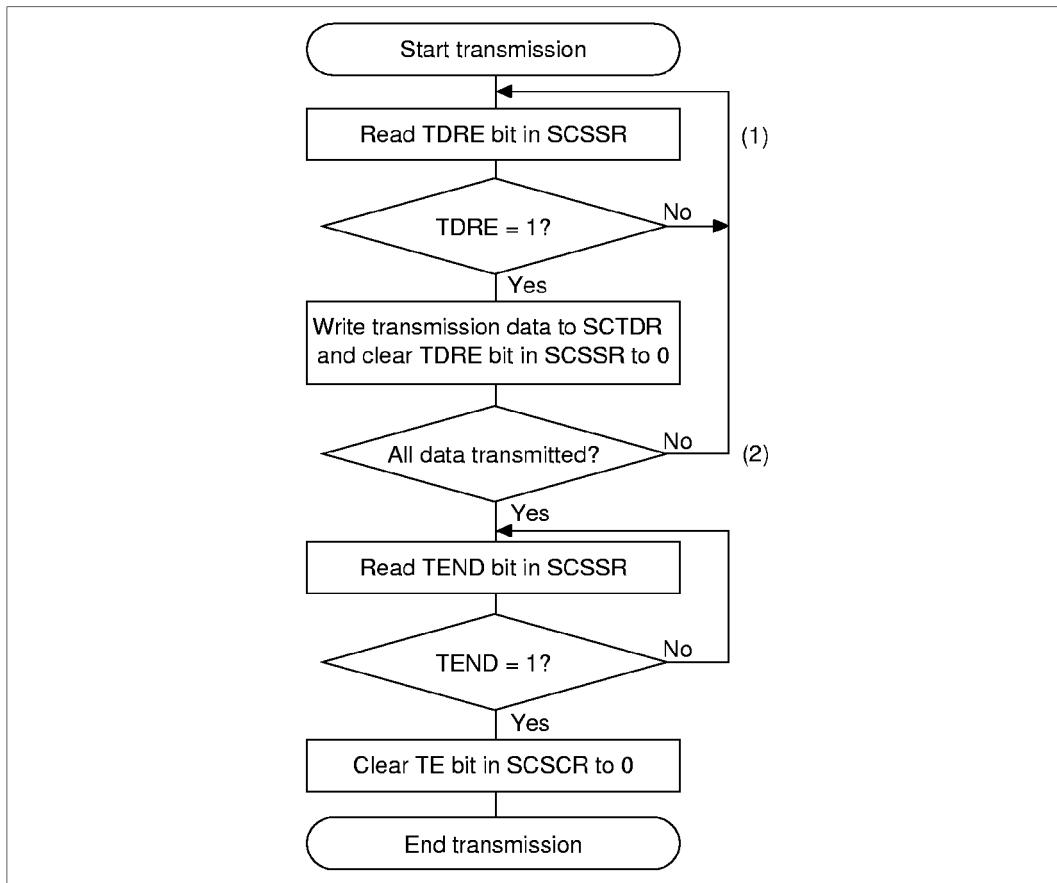 Start transmission
Read TDRE bit in SCSSR
(1)
TDRE = 1?
No
Yes
Write transmission data to SCTDR
and clear TDRE bit in SCSSR to 0
All data transmitted?
No
(2)
Yes
Read TEND bit in SCSSR
TEND = 1?
No
Yes
Clear TE bit in SCSCR to 0
End transmission